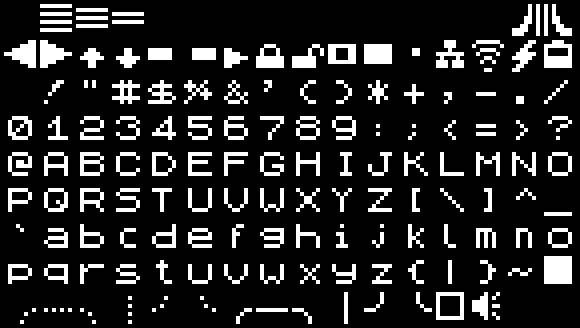 ! " # $ % & ' ( ) * + , - . /
0 1 2 3 4 5 6 7 8 9 : ; < = > ?
@ A B C D E F G H I J K L M N O
P Q R S T U V W X Y Z [ \ ] ^ _
` a b c d e f g h i j k l m n o
p q r s t u v w x y z { | } ~